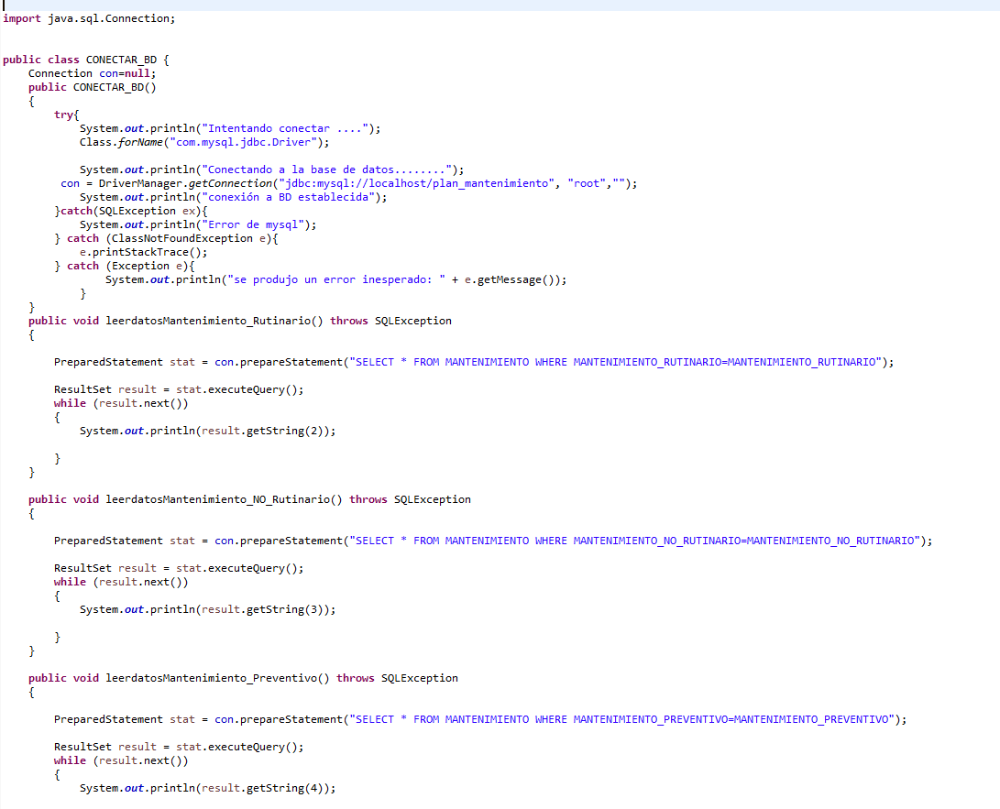 import java.sql.Connection;
public class CONECTAR_BD {
Connection con=null;
public CONECTAR_BD()
{
try{
System.out.println("Intentando conectar ....");
Class.forName("com.mysql.jdbc.Driver");
System.out.println("Conectando a la base de datos........");
con = DriverManager.getConnection("jdbc:mysql://localhost/plan_mantenimiento", "root","");
System.out.println("conexión a BD establecida");
}catch(SQLException ex){
System.out.println("Error de mysql");
} catch (ClassNotFoundException e){
e.printStackTrace();
} catch (Exception e){
System.out.println("se produjo un error inesperado: " + e.getMessage());
}
}
public void leerdatosMantenimiento_Rutinario() throws SQLException
{
PreparedStatement stat = con.prepareStatement("SELECT * FROM MANTENIMIENTO WHERE MANTENIMIENTO_RUTINARIO=MANTENIMIENTO_RUTINARIO");
ResultSet result = stat.executeQuery();
while (result.next())
{
System.out.println(result.getString(2));
}
}
public void leerdatosMantenimiento_NO_Rutinario() throws SQLException
{
PreparedStatement stat = con.prepareStatement("SELECT * FROM MANTENIMIENTO WHERE MANTENIMIENTO_NO_RUTINARIO=MANTENIMIENTO_NO_RUTINARIO");
ResultSet result = stat.executeQuery();
while (result.next())
{
System.out.println(result.getString(3));
}
}
public void leerdatosMantenimiento_Preventivo() throws SQLException
{
PreparedStatement stat = con.prepareStatement("SELECT * FROM MANTENIMIENTO WHERE MANTENIMIENTO_PREVENTIVO=MANTENIMIENTO_PREVENTIVO");
ResultSet result = stat.executeQuery();
while (result.next())
{
System.out.println(result.getString(4));